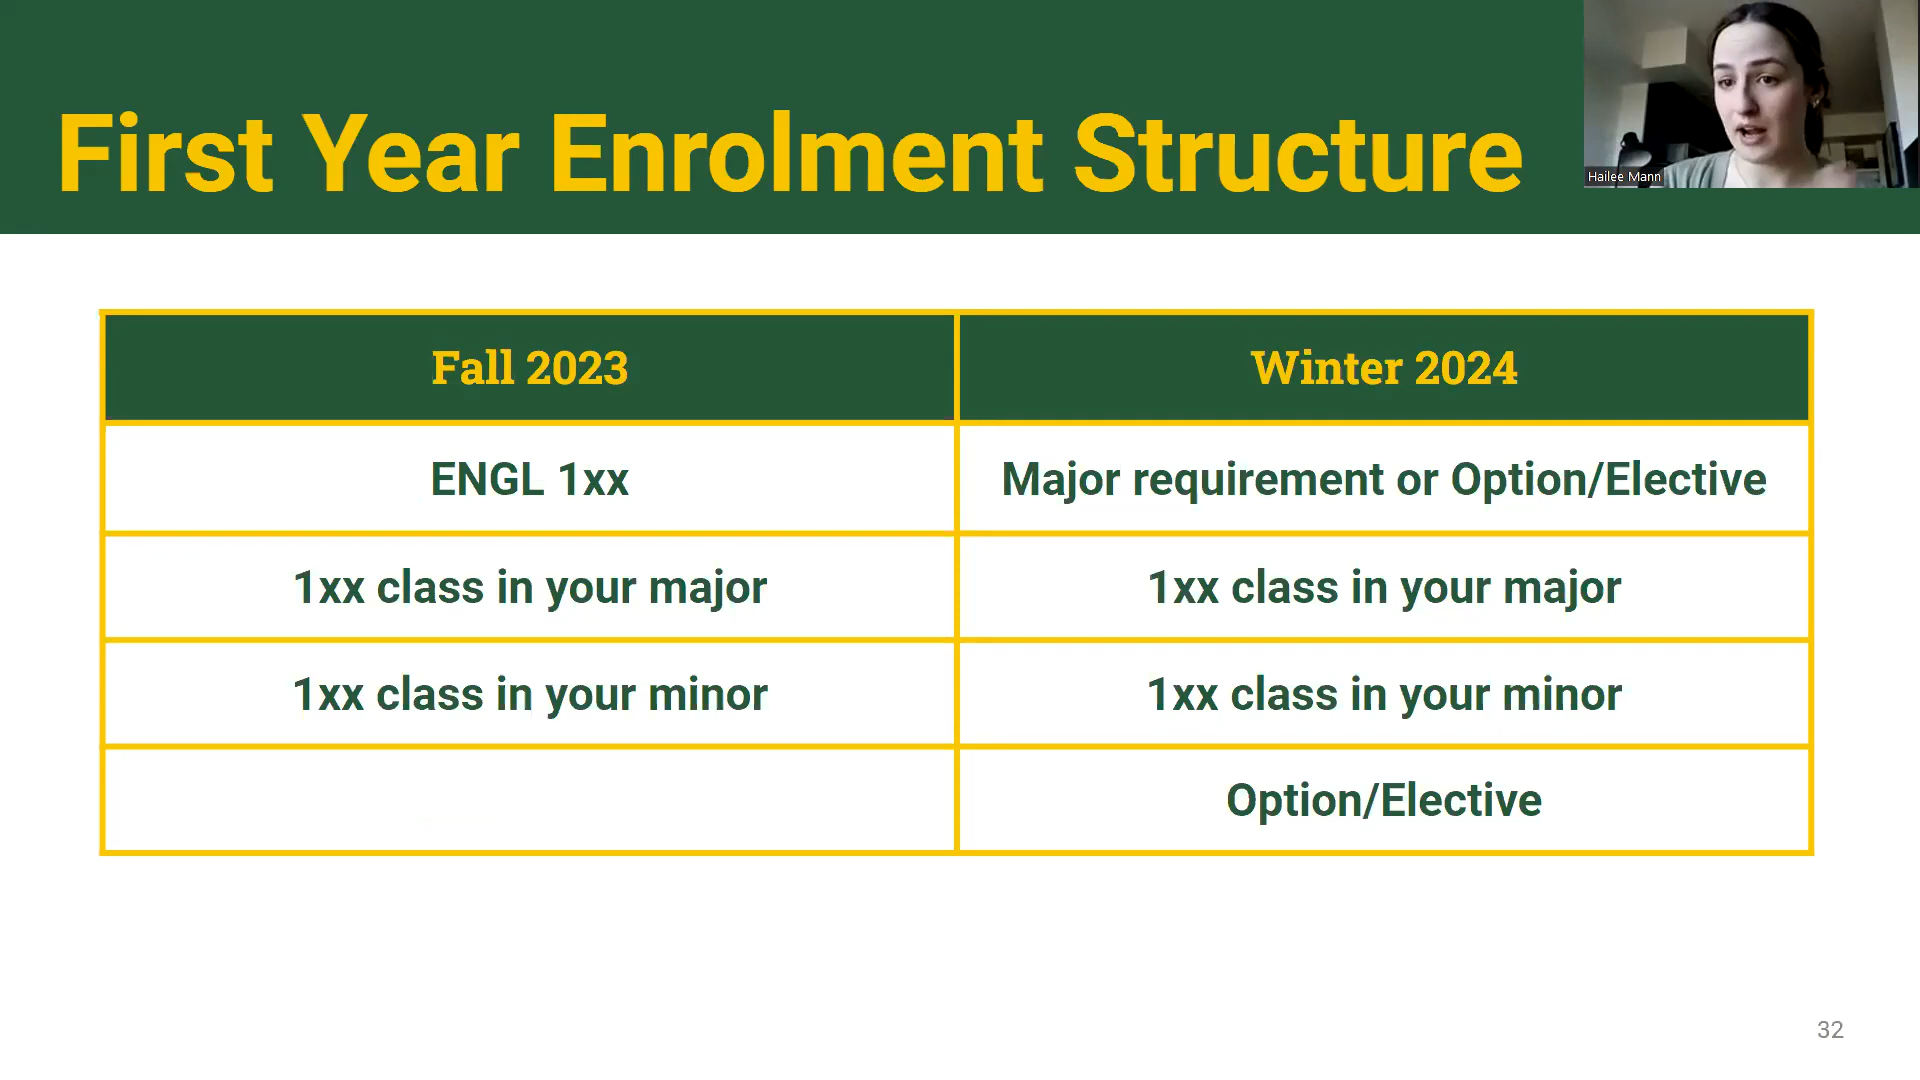 First Year Enrolment Structure
Hailee Mann
Fall 2023
Winter 2024
ENGL 1xx
Major requirement or Option/Elective
1xx class in your major
1xx class in your major
1xx class in your minor
1xx class in your minor
Option/Elective
32